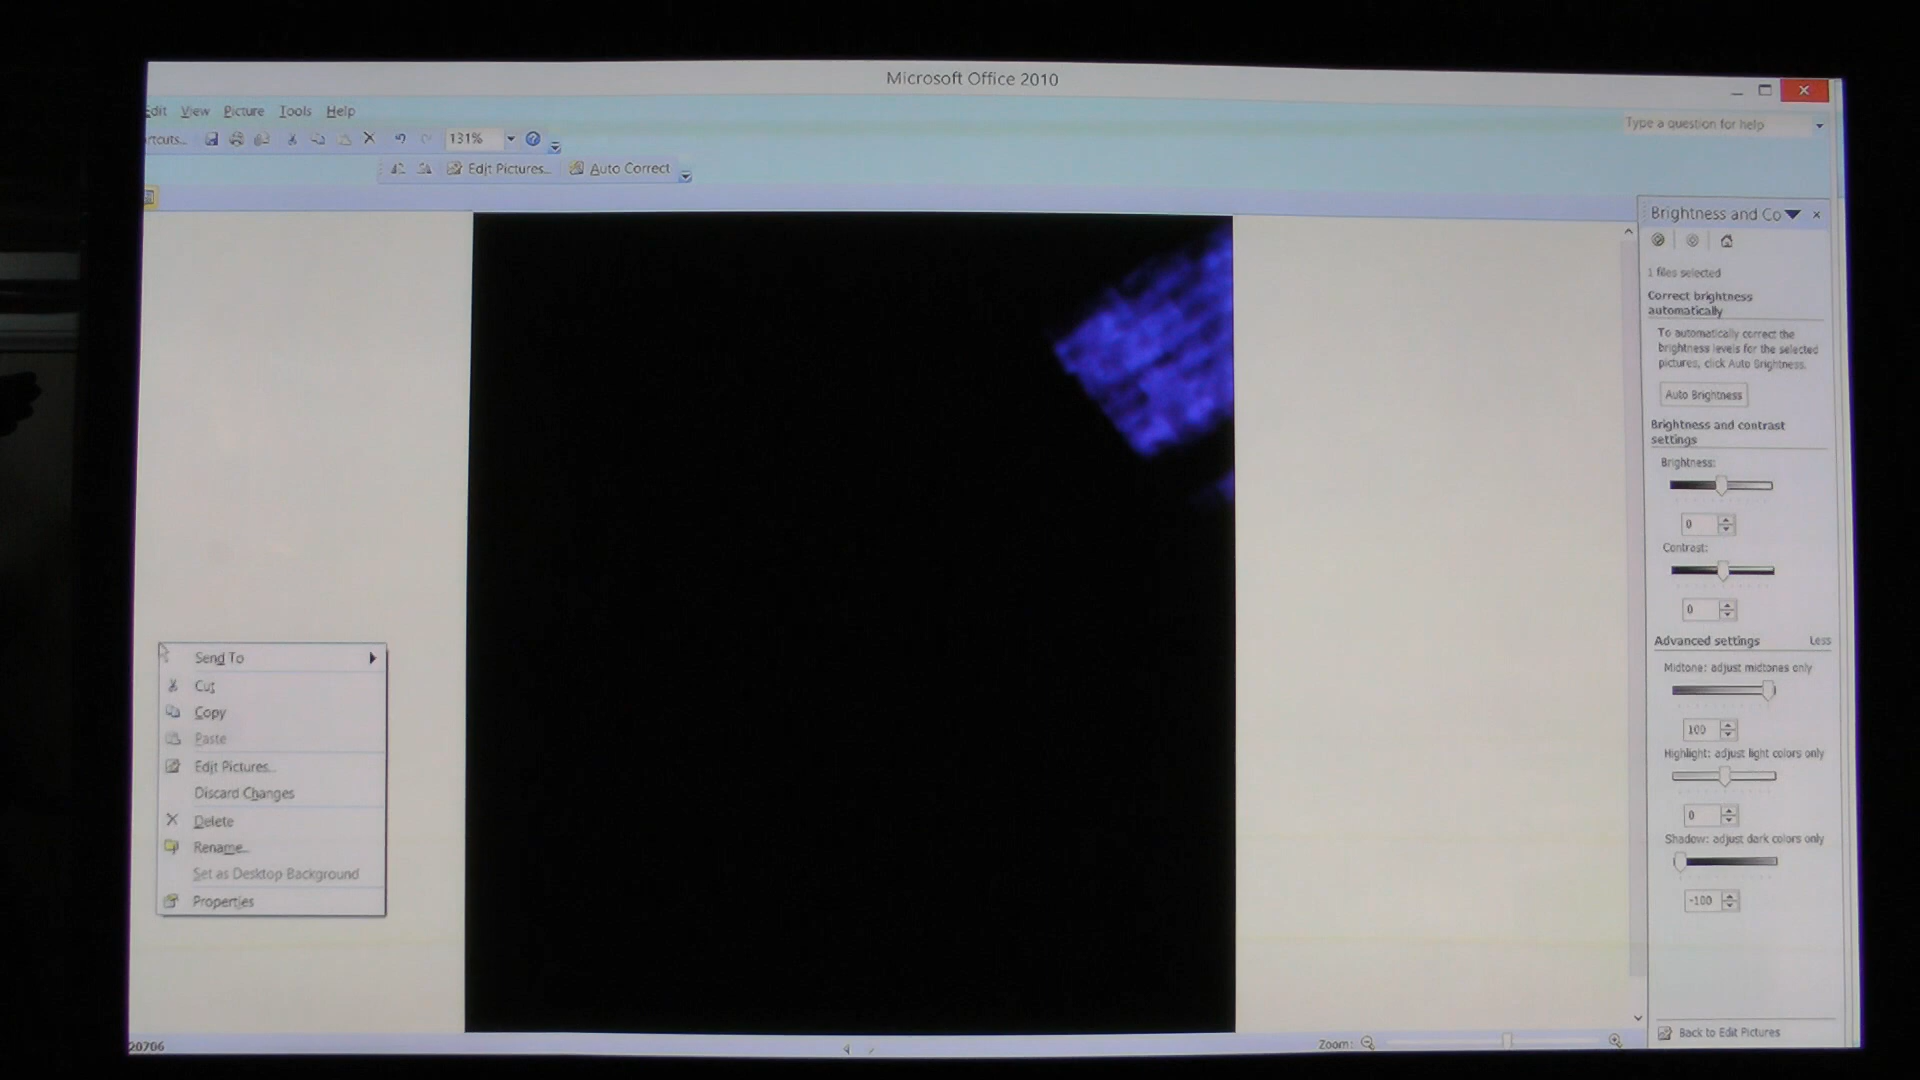 Microsoft Office 2010
Edit View Picture Tools Help
Type a question for help
rtcuts...
131%
Edit Pictures...
Auto Correct
Brightness and Co
1 files selected
Correct brightness
automatically
To automatically correct the
brightness levels for the selected
pictures, click Auto Brightness.
Auto Brightness
Brightness and contrast
settings
Brightness:
0
Contrast:
0
Advanced settings Less
Midtone: adjust midtones only
100
Highlight: adjust light colors only
0
Shadow: adjust dark colors only
-100
Back to Edit Pictures
Send To
Cut
Copy
Paste
Edit Pictures...
Discard Changes
Delete
Rename...
Set as Desktop Background
Properties
20706
Zoom: